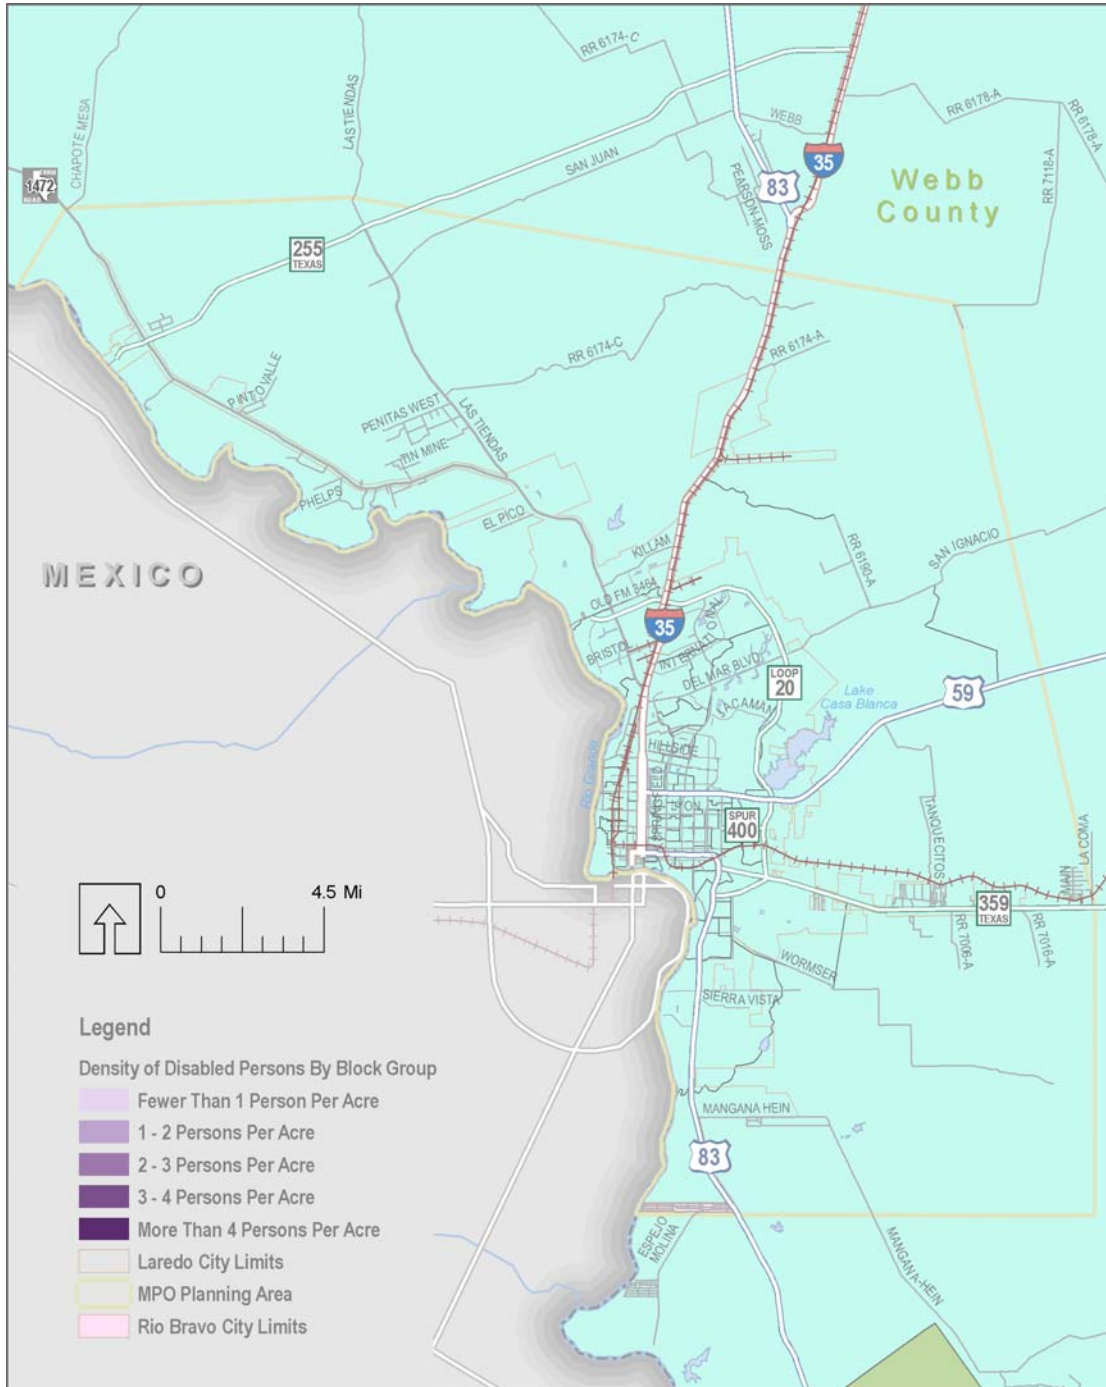 RR 6174-C
CHAPOTE MESA
LAS TIENDAS
WEBB
RR 6178-A
RR 6178-A
35
FARM
1472
ROAD
SAN JUAN
83
PEARSON-MOSS
Webb
County
RR 7118-A
255
TEXAS
RR 6174-A
RR 6174-C
PINTO VALLE
PENITAS WEST
LAS TIENDAS
TIN MINE
PHELPS
EL PICO
KILLAM
RR 6190-A
SAN IGNACIO
MEXICO
OLD FM 3464
35
BRISTOL
INTERNATIONAL
DEL MAR BLVD
LOOP
20
Lake
Casa Blanca
59
JACAMAN
HILLSIDE
Rio Grande
SPRINGFIELD
LYON
SPUR
400
TANQUECITOS
MAIN
LA COMA
0
4.5 Mi
359
TEXAS
RR 7006-A
RR 7016-A
WORMSER
SIERRA VISTA
Legend
Density of Disabled Persons By Block Group
Fewer Than 1 Person Per Acre
1 - 2 Persons Per Acre
2 - 3 Persons Per Acre
3 - 4 Persons Per Acre
More Than 4 Persons Per Acre
Laredo City Limits
MPO Planning Area
Rio Bravo City Limits
MANGANA HEIN
83
ESPEJO
MOLINA
MANGANA-HEIN